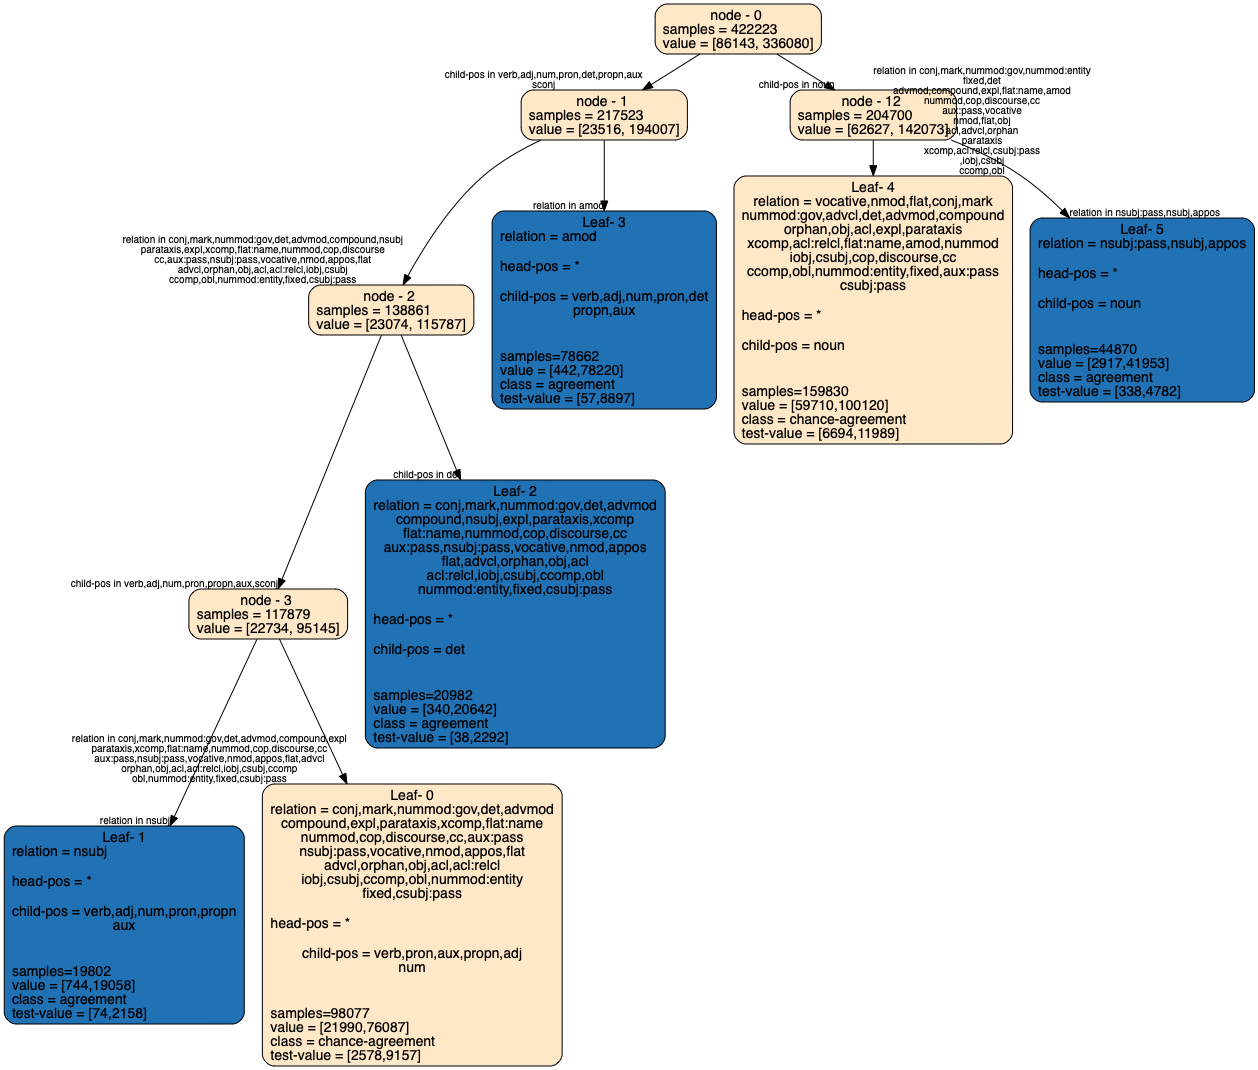 node - 0
samples = 422223
value = [86143, 336080]
child-pos in verb,adj,num,pron,det,propn,aux
sconj
child-pos in noun
relation in conj,mark,nummod:gov,nummod:entity
fixed,det
advmod,compound,expl,flat:name,amod
nummod,cop,discourse,cc
aux:pass,vocative
nmod,flat,obj
acl,advcl,orphan
parataxis
xcomp,acl:relcl,csubj:pass
,iobj,csubj
ccomp,obl
node - 1
samples = 217523
value = [23516, 194007]
node - 12
samples = 204700
value = [62627, 142073]
relation in conj,mark,nummod:gov,det,advmod,compound,nsubj
parataxis,expl,xcomp,flat:name,nummod,cop,discourse
cc,aux:pass,nsubj:pass,vocative,nmod,appos,flat
advcl,orphan,obj,acl,acl:relcl,iobj,csubj
ccomp,obl,nummod:entity,fixed,csubj:pass
relation in amod
Leaf- 3
relation = amod
head-pos = *
child-pos = verb,adj,num,pron,det
propn,aux
samples=78662
value = [442,78220]
class = agreement
test-value = [57,8897]
Leaf- 4
relation = vocative,nmod,flat,conj,mark
nummod:gov,advcl,det,advmod,compound
orphan,obj,acl,expl,parataxis
xcomp,acl:relcl,flat:name,amod,nummod
iobj,csubj,cop,discourse,cc
ccomp,obl,nummod:entity,fixed,aux:pass
csubj:pass
head-pos = *
child-pos = noun
samples=159830
value = [59710,100120]
class = chance-agreement
test-value = [6694,11989]
relation in nsubj:pass,nsubj,appos
Leaf- 5
relation = nsubj:pass,nsubj,appos
head-pos = *
child-pos = noun
samples=44870
value = [2917,41953]
class = agreement
test-value = [338,4782]
node - 2
samples = 138861
value = [23074, 115787]
child-pos in det
Leaf- 2
relation = conj,mark,nummod:gov,det,advmod
compound,nsubj,expl,parataxis,xcomp
flat:name,nummod,cop,discourse,cc
aux:pass,nsubj:pass,vocative,nmod,appos
flat,advcl,orphan,obj,acl
acl:relcl,iobj,csubj,ccomp,obl
nummod:entity,fixed,csubj:pass
head-pos = *
child-pos = det
samples=20982
value = [340,20642]
class = agreement
test-value = [38,2292]
child-pos in verb,adj,num,pron,propn,aux,sconj
node - 3
samples = 117879
value = [22734, 95145]
relation in conj,mark,nummod:gov,det,advmod,compound,expl
parataxis,xcomp,flat:name,nummod,cop,discourse,cc
aux:pass,nsubj:pass,vocative,nmod,appos,flat,advcl
orphan,obj,acl,acl:relcl,iobj,csubj,ccomp
obl,nummod:entity,fixed,csubj:pass
relation in nsubj
Leaf- 1
relation = nsubj
head-pos = *
child-pos = verb,adj,num,pron,propn
aux
samples=19802
value = [744,19058]
class = agreement
test-value = [74,2158]
Leaf- 0
relation = conj,mark,nummod:gov,det,advmod
compound,expl,parataxis,xcomp,flat:name
nummod,cop,discourse,cc,aux:pass
nsubj:pass,vocative,nmod,appos,flat
advcl,orphan,obj,acl,acl:relcl
iobj,csubj,ccomp,obl,nummod:entity
fixed,csubj:pass
head-pos = *
child-pos = verb,pron,aux,propn,adj
num
samples=98077
value = [21990,76087]
class = chance-agreement
test-value = [2578,9157]